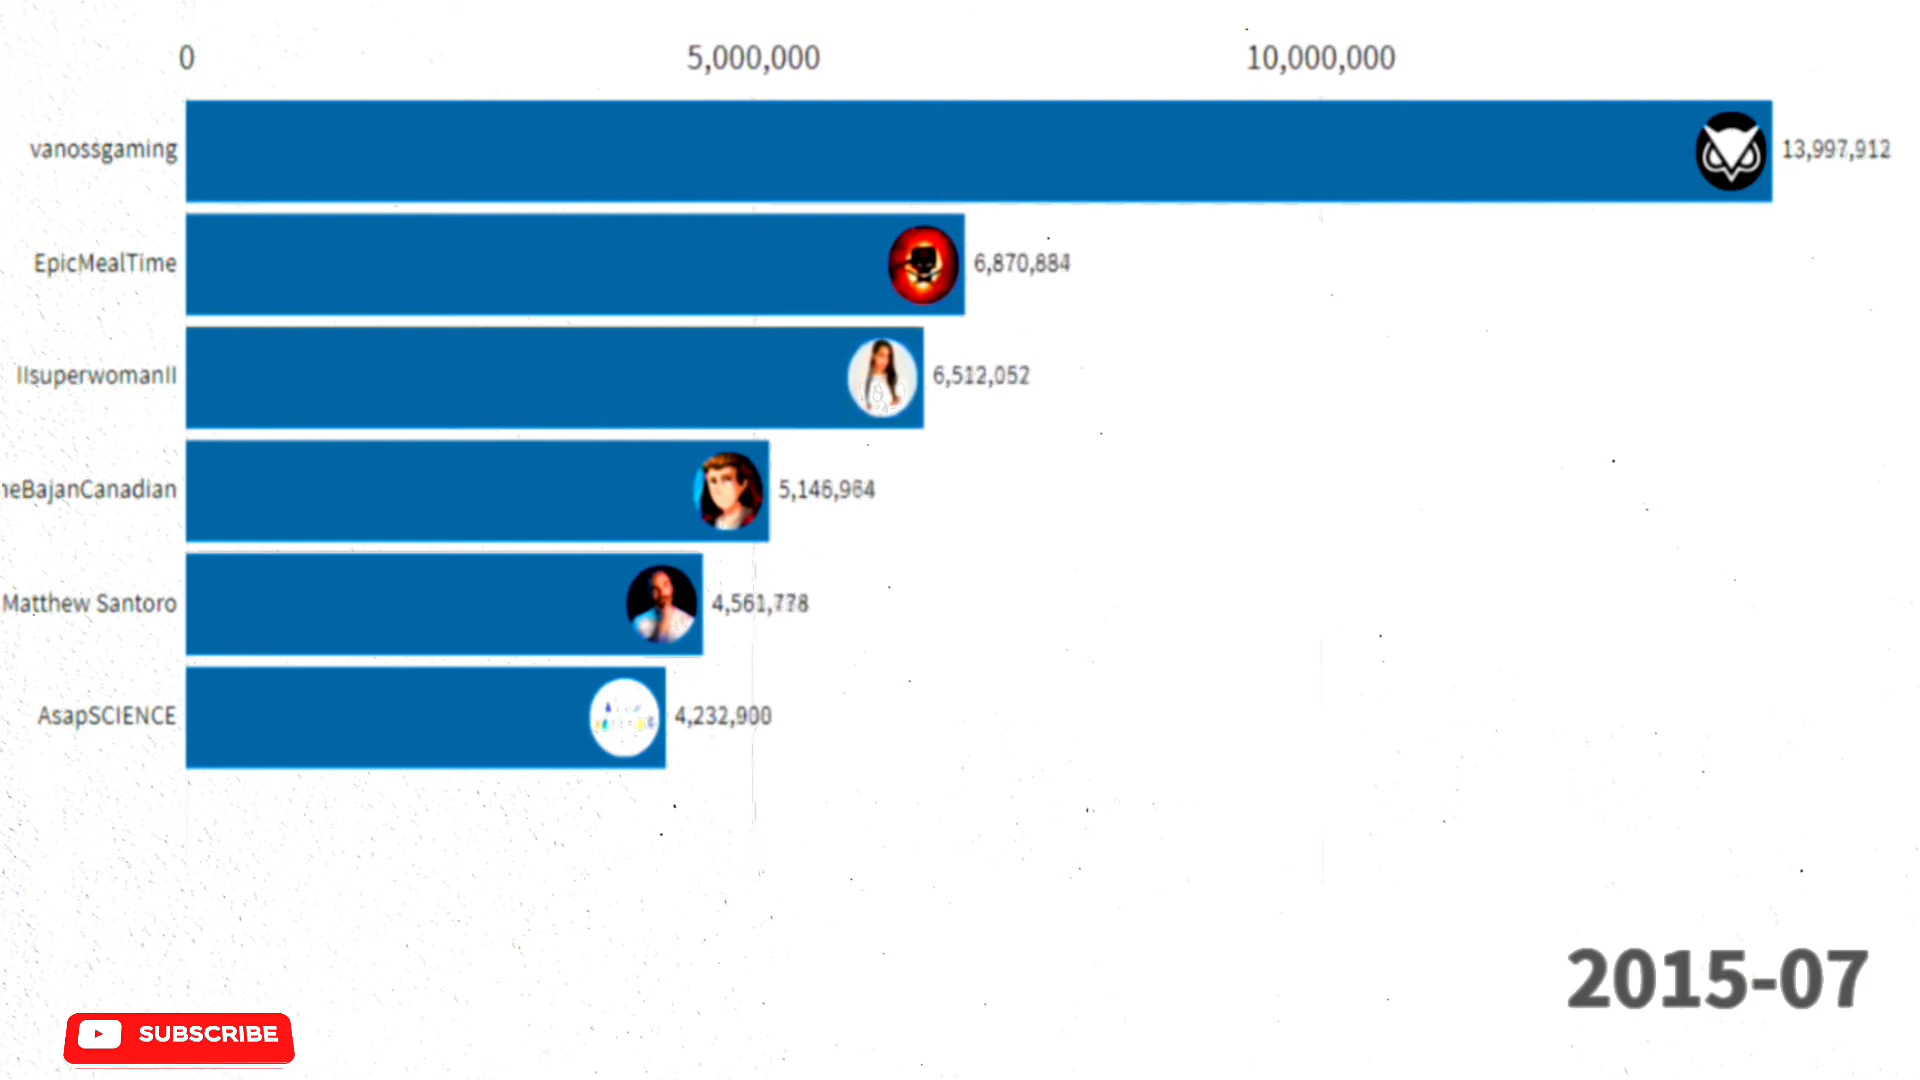 0 5,000,000 10,000,000
vanossgaming 13,997,912
EpicMealTime 6,870,884
IIsuperwomanII 6,512,052
heBajanCanadian 5,146,964
Matthew Santoro 4,561,778
AsapSCIENCE 4,232,900
2015-07
SUBSCRIBE